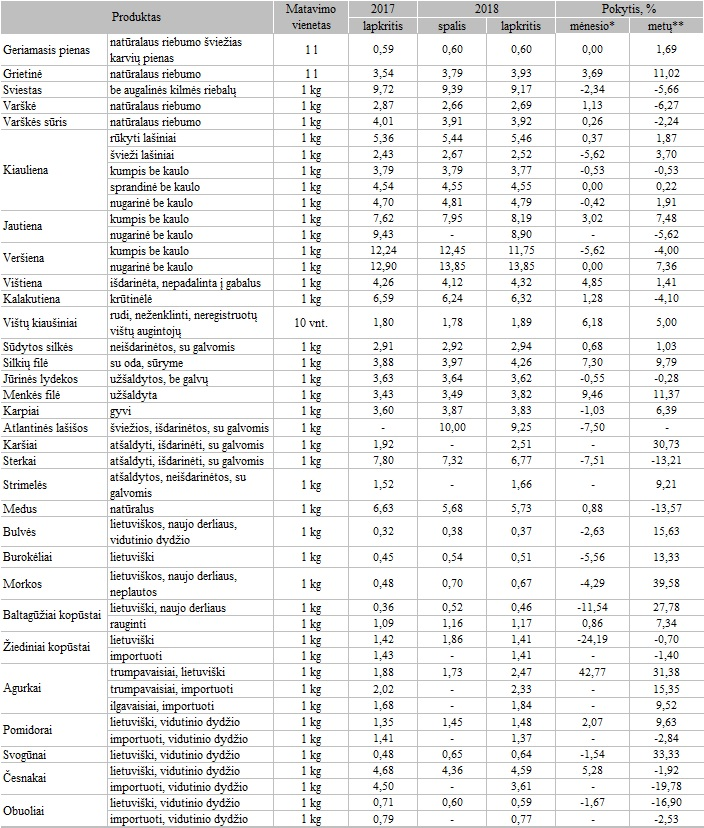 Produktas Matavimo vienetas 2017 2018 Pokytis, %
lapkritis spalis lapkritis mėnesio* metų**
Geriamasis pienas natūralaus riebumo šviežias karvių pienas 1 l 0,59 0,60 0,60 0,00 1,69
Grietinė natūralaus riebumo 1 l 3,54 3,79 3,93 3,69 11,02
Sviestas be augalinės kilmės riebalų 1 kg 9,72 9,39 9,17 -2,34 -5,66
Varškė natūralaus riebumo 1 kg 2,87 2,66 2,69 1,13 -6,27
Varškės sūris natūralaus riebumo 1 kg 4,01 3,91 3,92 0,26 -2,24
Kiauliena rūkyti lašiniai 1 kg 5,36 5,44 5,46 0,37 1,87
švieži lašiniai 1 kg 2,43 2,67 2,52 -5,62 3,70
kumpis be kaulo 1 kg 3,79 3,79 3,77 -0,53 -0,53
sprandinė be kaulo 1 kg 4,54 4,55 4,55 0,00 0,22
nugarinė be kaulo 1 kg 4,70 4,81 4,79 -0,42 1,91
Jautiena kumpis be kaulo 1 kg 7,62 7,95 8,19 3,02 7,48
nugarinė be kaulo 1 kg 9,43 - 8,90 - -5,62
Veršiena kumpis be kaulo 1 kg 12,24 12,45 11,75 -5,62 -4,00
nugarinė be kaulo 1 kg 12,90 13,85 13,85 0,00 7,36
Vištiena išdarinėta, nepadalinta į gabalus 1 kg 4,26 4,12 4,32 4,85 1,41
Kalakutiena krūtinėlė 1 kg 6,59 6,24 6,32 1,28 -4,10
Vištų kiaušiniai rudi, neženklinti, neregistruotų vištų augintojų 10 vnt. 1,80 1,78 1,89 6,18 5,00
Sūdytos silkės neišdarinėtos, su galvomis 1 kg 2,91 2,92 2,94 0,68 1,03
Silkių filė su oda, sūryme 1 kg 3,88 3,97 4,26 7,30 9,79
Jūrinės lydekos užšaldytos, be galvų 1 kg 3,63 3,64 3,62 -0,55 -0,28
Menkės filė užšaldyta 1 kg 3,43 3,49 3,82 9,46 11,37
Karpiai gyvi 1 kg 3,60 3,87 3,83 -1,03 6,39
Atlantinės lašišos šviežios, išdarinėtos, su galvomis 1 kg - 10,00 9,25 -7,50 -
Karšiai atšaldyti, išdarinėti, su galvomis 1 kg 1,92 - 2,51 - 30,73
Sterkai atšaldyti, išdarinėti, su galvomis 1 kg 7,80 7,32 6,77 -7,51 -13,21
Strimelės atšaldytos, neišdarinėtos, su galvomis 1 kg 1,52 - 1,66 - 9,21
Medus natūralus 1 kg 6,63 5,68 5,73 0,88 -13,57
Bulvės lietuviškos, naujo derliaus, vidutinio dydžio 1 kg 0,32 0,38 0,37 -2,63 15,63
Burokėliai lietuviški 1 kg 0,45 0,54 0,51 -5,56 13,33
Morkos lietuviškos, naujo derliaus, neplautos 1 kg 0,48 0,70 0,67 -4,29 39,58
Baltagūžiai kopūstai lietuviški, naujo derliaus 1 kg 0,36 0,52 0,46 -11,54 27,78
rauginti 1 kg 1,09 1,16 1,17 0,86 7,34
Žiediniai kopūstai lietuviški 1 kg 1,42 1,86 1,41 -24,19 -0,70
importuoti 1 kg 1,43 - 1,41 - -1,40
Agurkai trumpavaisiai, lietuviški 1 kg 1,88 1,73 2,47 42,77 31,38
trumpavaisiai, importuoti 1 kg 2,02 - 2,33 - 15,35
ilgavaisiai, importuoti 1 kg 1,68 - 1,84 - 9,52
Pomidorai lietuviški, vidutinio dydžio 1 kg 1,35 1,45 1,48 2,07 9,63
importuoti, vidutinio dydžio 1 kg 1,41 - 1,37 - -2,84
Svogūnai lietuviški, vidutinio dydžio 1 kg 0,48 0,65 0,64 -1,54 33,33
Česnakai lietuviški, vidutinio dydžio 1 kg 4,68 4,36 4,59 5,28 -1,92
importuoti, vidutinio dydžio 1 kg 4,50 - 3,61 - -19,78
Obuoliai lietuviški, vidutinio dydžio 1 kg 0,71 0,60 0,59 -1,67 -16,90
importuoti, vidutinio dydžio 1 kg 0,79 - 0,77 - -2,53